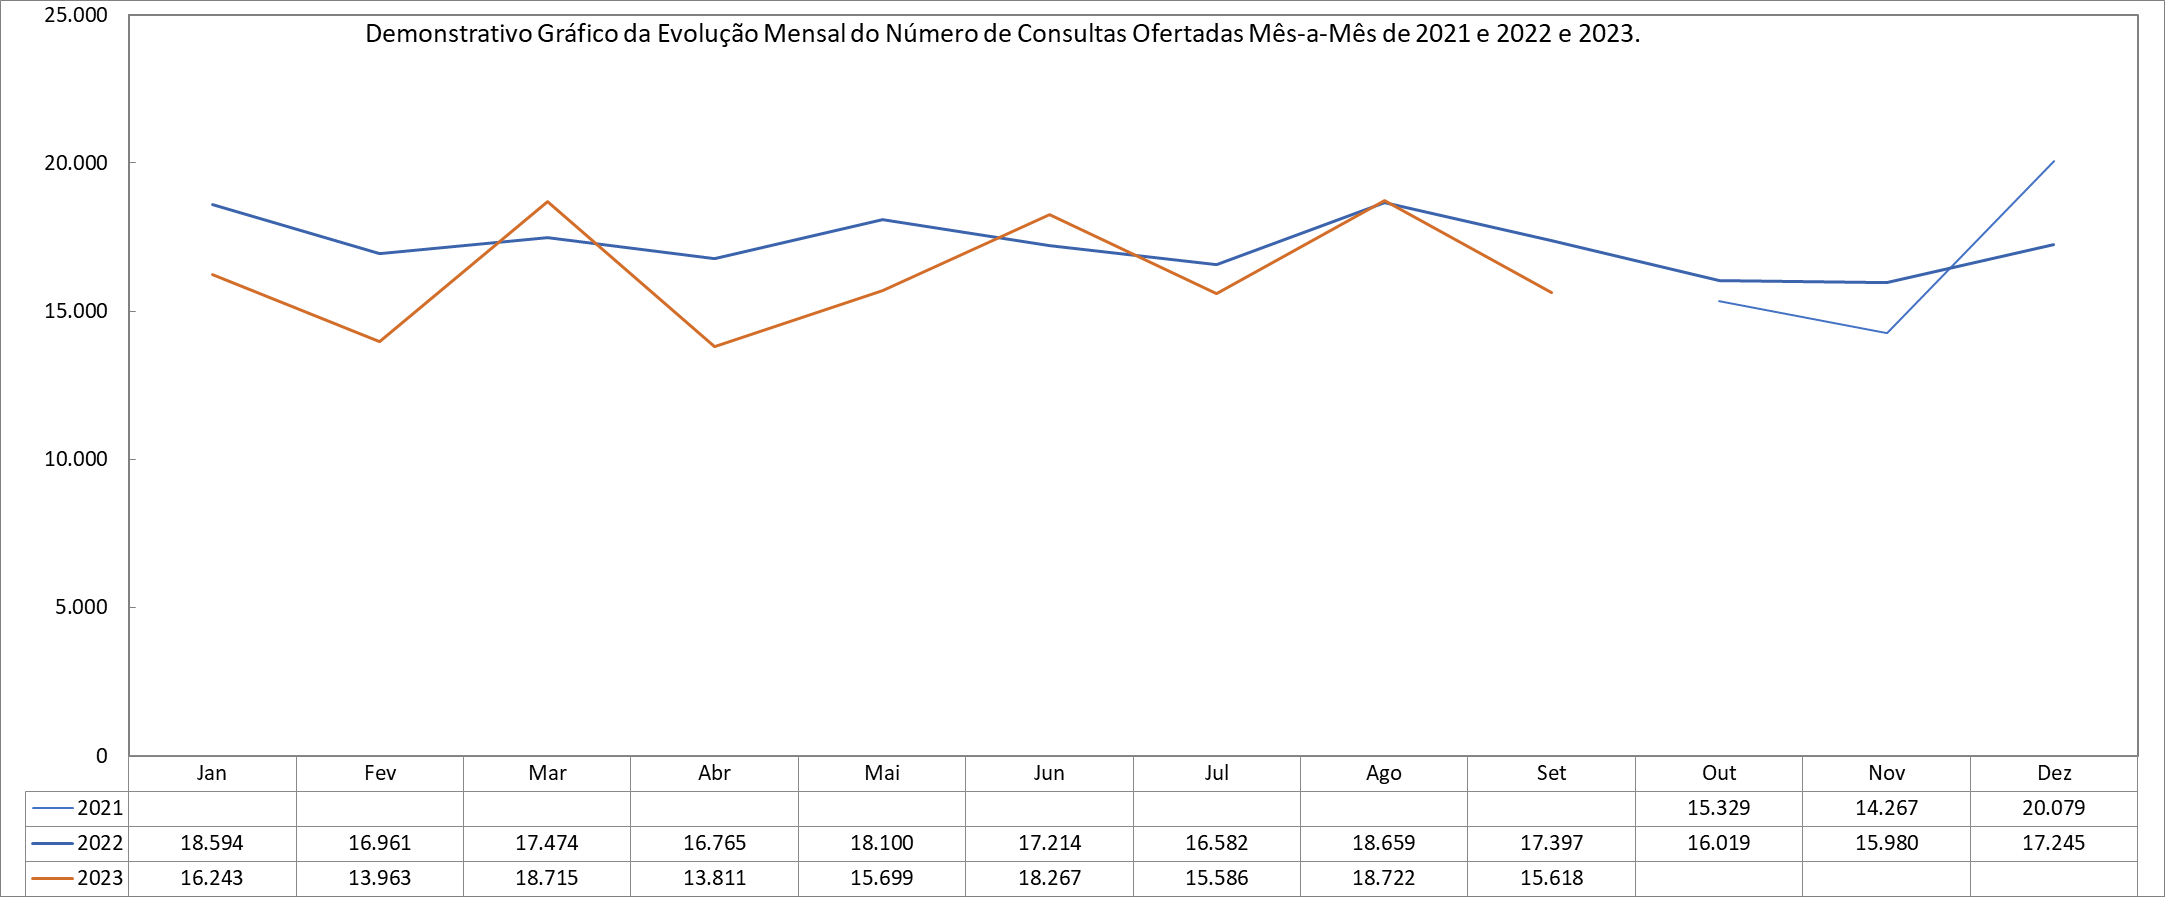 Demonstrativo Gráfico da Evolução Mensal do Número de Consultas Ofertadas Mês-a-Mês de 2021 e 2022 e 2023.
25.000
20.000
15.000
10.000
5.000
0
Jan Fev Mar Abr Mai Jun Jul Ago Set Out Nov Dez
2021 15.329 14.267 20.079
2022 18.594 16.961 17.474 16.765 18.100 17.214 16.582 18.659 17.397 16.019 15.980 17.245
2023 16.243 13.963 18.715 13.811 15.699 18.267 15.586 18.722 15.618